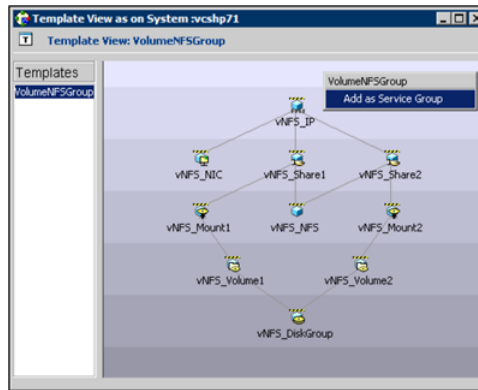 Template View as on System :vcshp71
Template View: VolumeNFSGroup
Templates
VolumeNFSGroup
VolumeNFSGroup
Add as Service Group
vNFS_IP
vNFS_NIC vNFS_Share1 vNFS_Share2
vNFS_Mount1 vNFS_NFS vNFS_Mount2
vNFS_Volume1 vNFS_Volume2
vNFS_DiskGroup